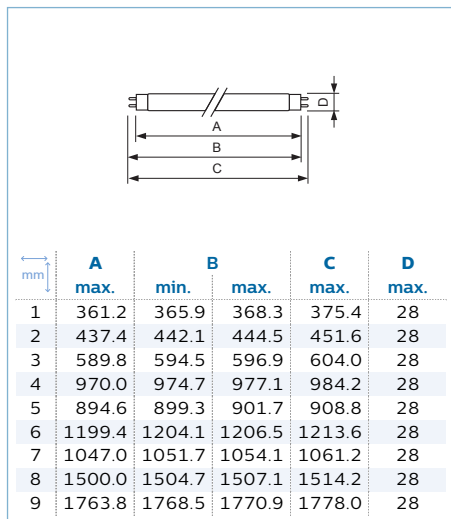 D
A
B
C
mm A B C D
max. min. max. max. max.
1 361.2 365.9 368.3 375.4 28
2 437.4 442.1 444.5 451.6 28
3 589.8 594.5 596.9 604.0 28
4 970.0 974.7 977.1 984.2 28
5 894.6 899.3 901.7 908.8 28
6 1199.4 1204.1 1206.5 1213.6 28
7 1047.0 1051.7 1054.1 1061.2 28
8 1500.0 1504.7 1507.1 1514.2 28
9 1763.8 1768.5 1770.9 1778.0 28